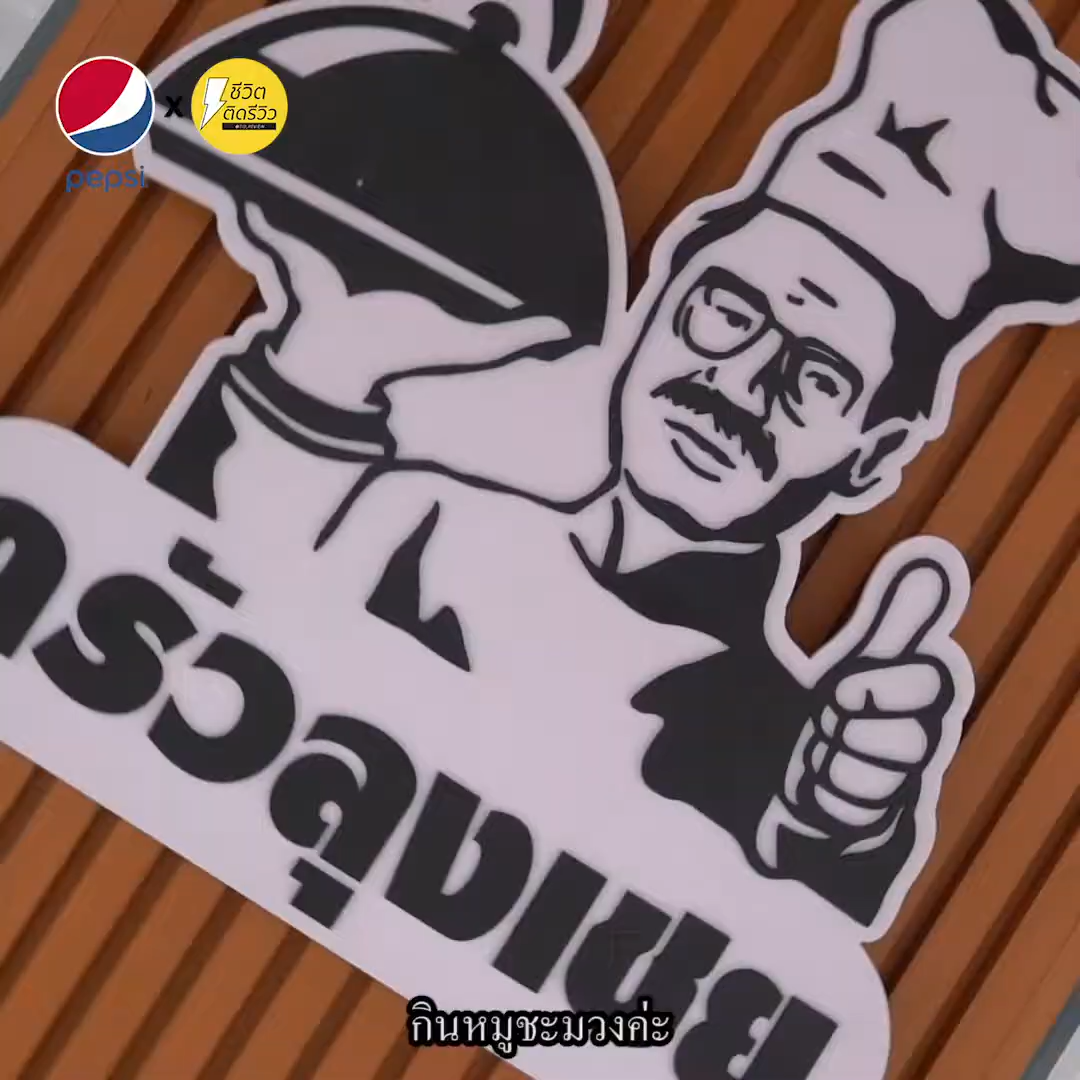 pepsi
x
ชีวิต
ติดรีวิว
ครัวลุงเนย
กินหมูชะมวงค่ะ